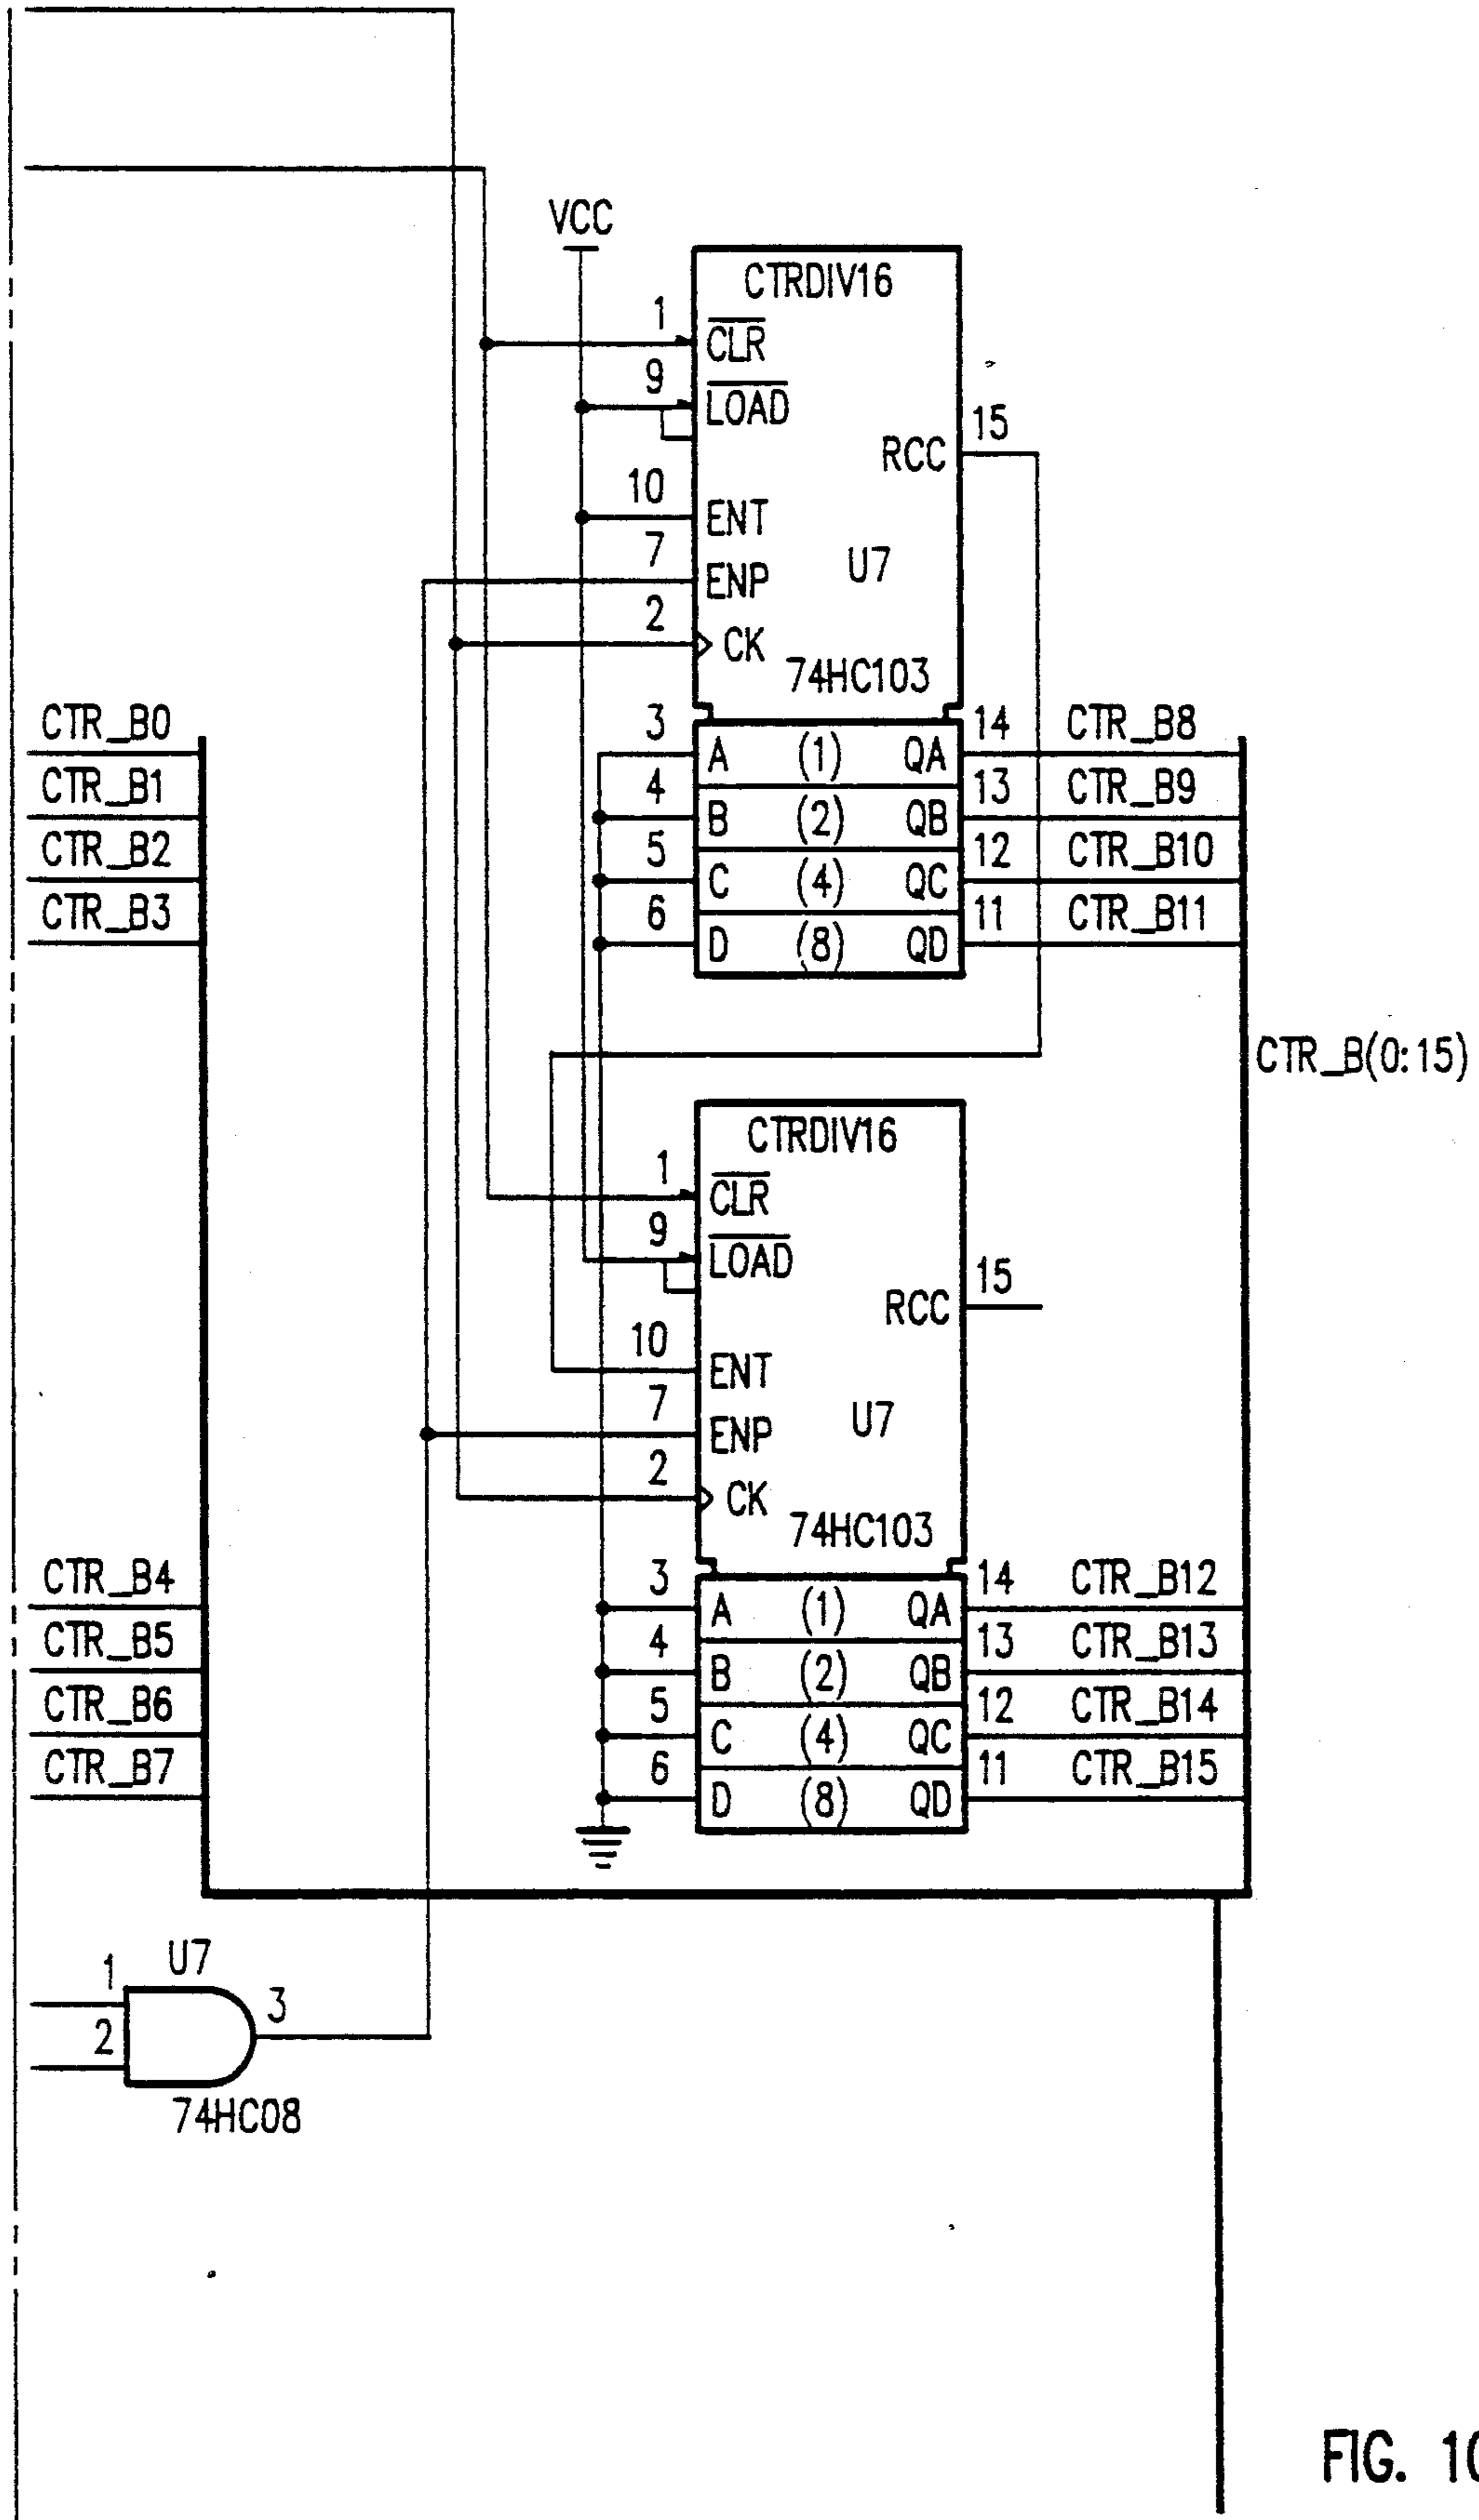 VCC
CTRDIV16
1
CLR
9
LOAD
15
RCC
10
ENT
7
ENP
U7
2
CK
74HC103
CTR_B0
3
A (1) QA
14
CTR_B8
CTR_B1
4
B (2) QB
13
CTR_B9
CTR_B2
5
C (4) QC
12
CTR_B10
CTR_B3
6
D (8) QD
11
CTR_B11
CTR_B(0:15)
CTRDIV16
1
CLR
9
LOAD
15
RCC
10
ENT
7
ENP
U7
2
CK
74HC103
CTR_B4
3
A (1) QA
14
CTR_B12
CTR_B5
4
B (2) QB
13
CTR_B13
CTR_B6
5
C (4) QC
12
CTR_B14
CTR_B7
6
D (8) QD
11
CTR_B15
U7
1
2
3
74HC08
FIG.